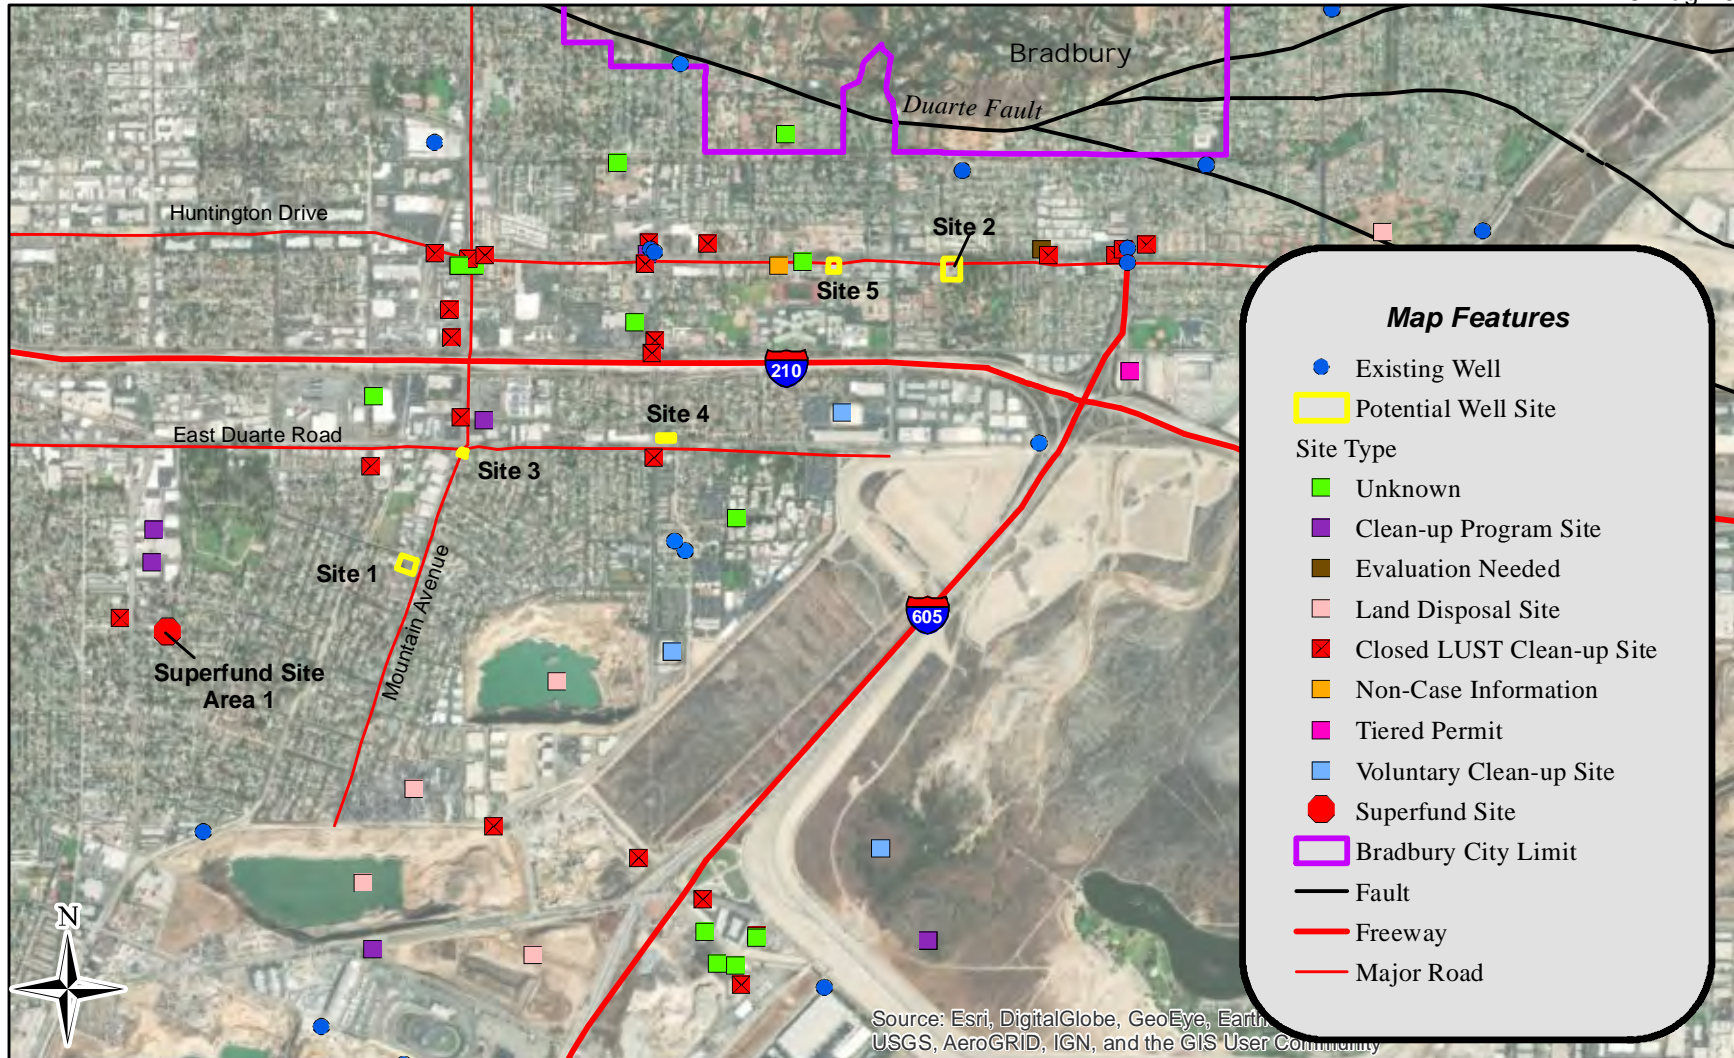 Bradbury
Duarte Fault
Huntington Drive
Site 2
Site 5
210
Site 4
East Duarte Road
Site 3
Site 1
Mountain Avenue
605
Superfund Site
Area 1
N
Map Features
Existing Well
Potential Well Site
Site Type
Unknown
Clean-up Program Site
Evaluation Needed
Land Disposal Site
Closed LUST Clean-up Site
Non-Case Information
Tiered Permit
Voluntary Clean-up Site
Superfund Site
Bradbury City Limit
Fault
Freeway
Major Road
Source: Esri, DigitalGlobe, GeoEye, Earth
USGS, AeroGRID, IGN, and the GIS User Community